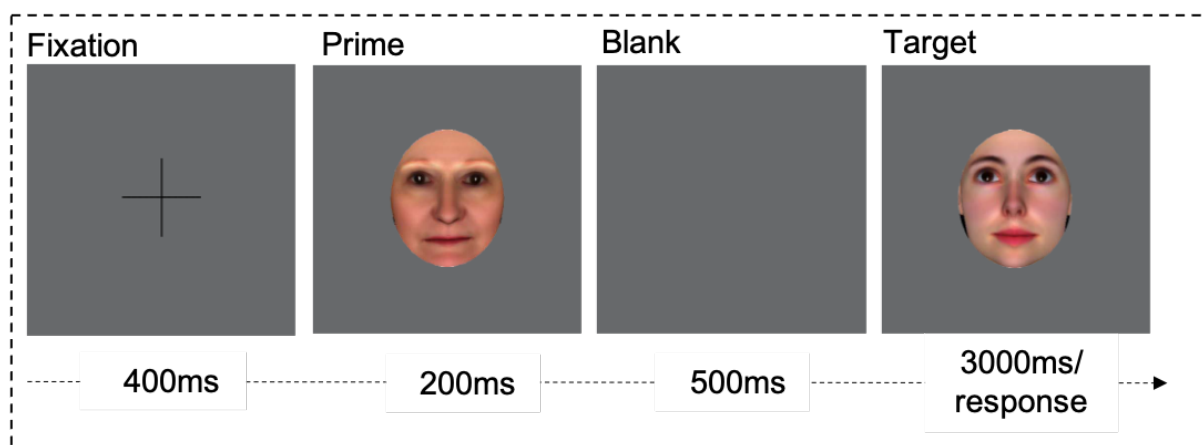 Fixation
Prime
Blank
Target
400ms
200ms
500ms
3000ms/
response